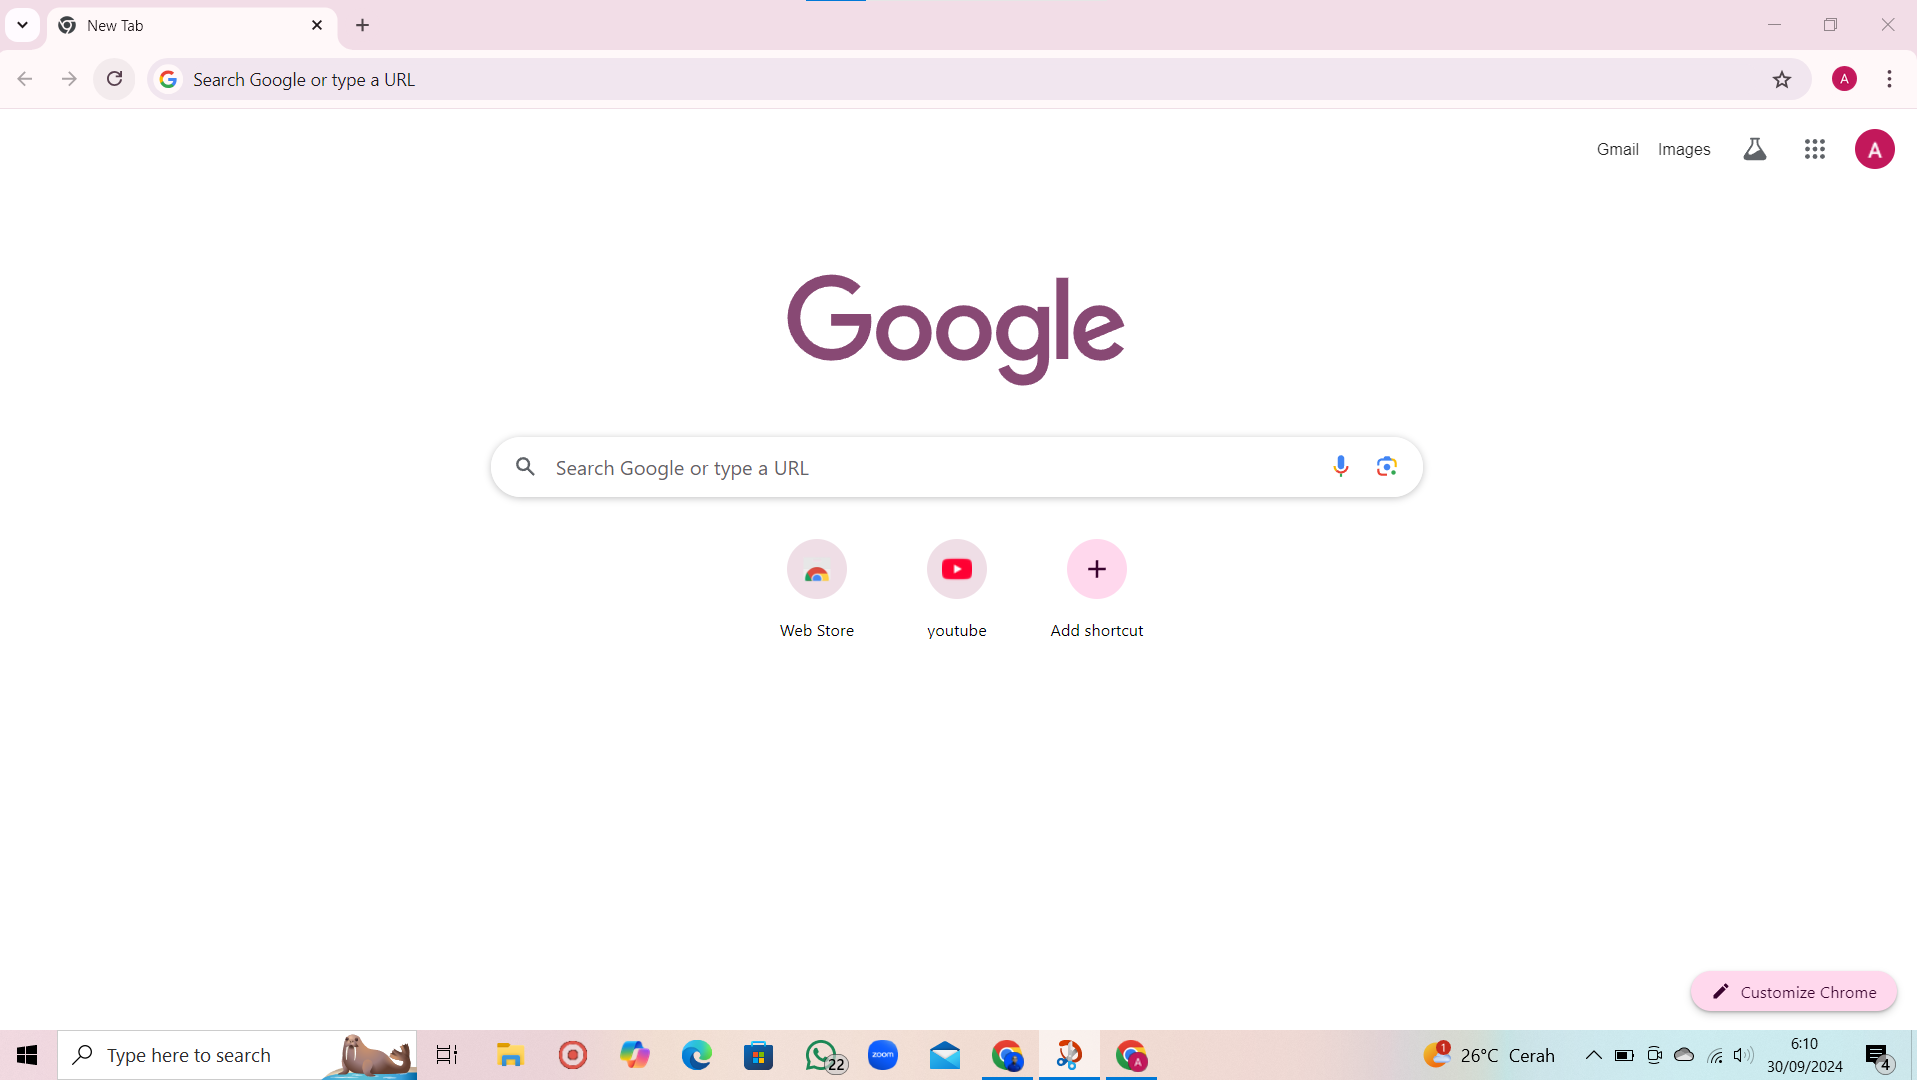 New Tab
Search Google or type a URL
A
Gmail Images
A
Google
Search Google or type a URL
Web Store youtube Add shortcut
Customize Chrome
Type here to search
22
zoom
A
1
26°C Cerah
6:10
30/09/2024
4